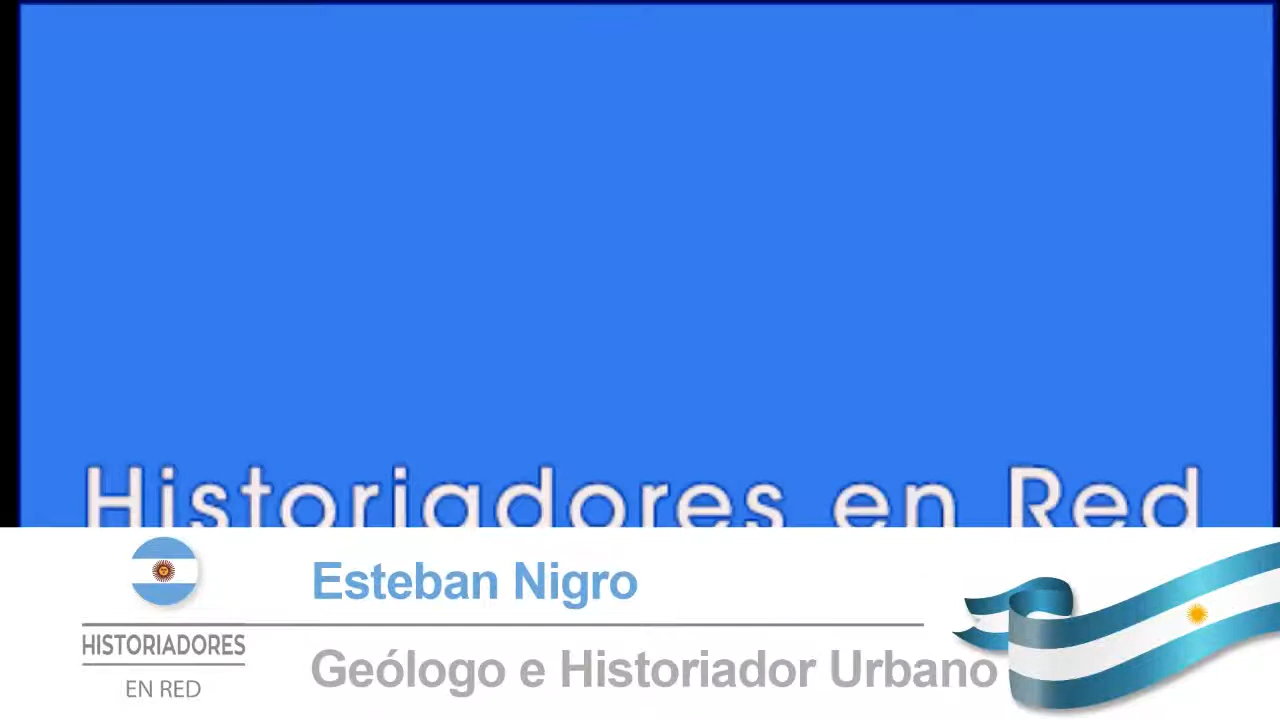 Historiadores en Red
Esteban Nigro
HISTORIADORES
EN RED
Geólogo e Historiador Urbano